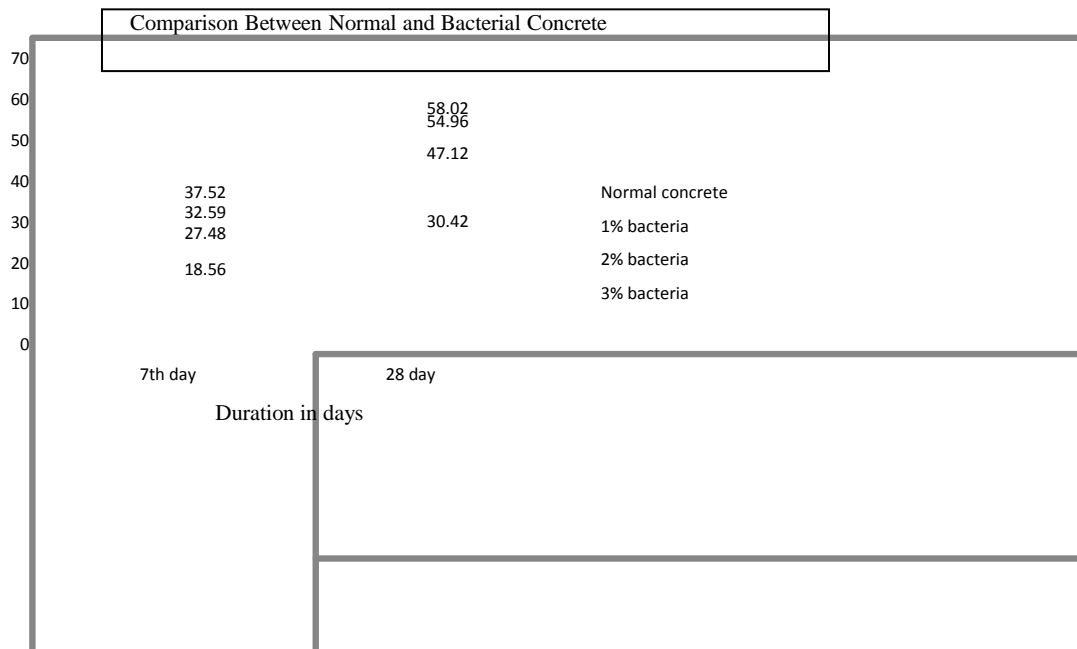 Comparison Between Normal and Bacterial Concrete
70
60
50
40
30
20
10
0
37.52
32.59
27.48
18.56
58.02
54.96
47.12
30.42
Normal concrete
1% bacteria
2% bacteria
3% bacteria
7th day 28 day
Duration in days